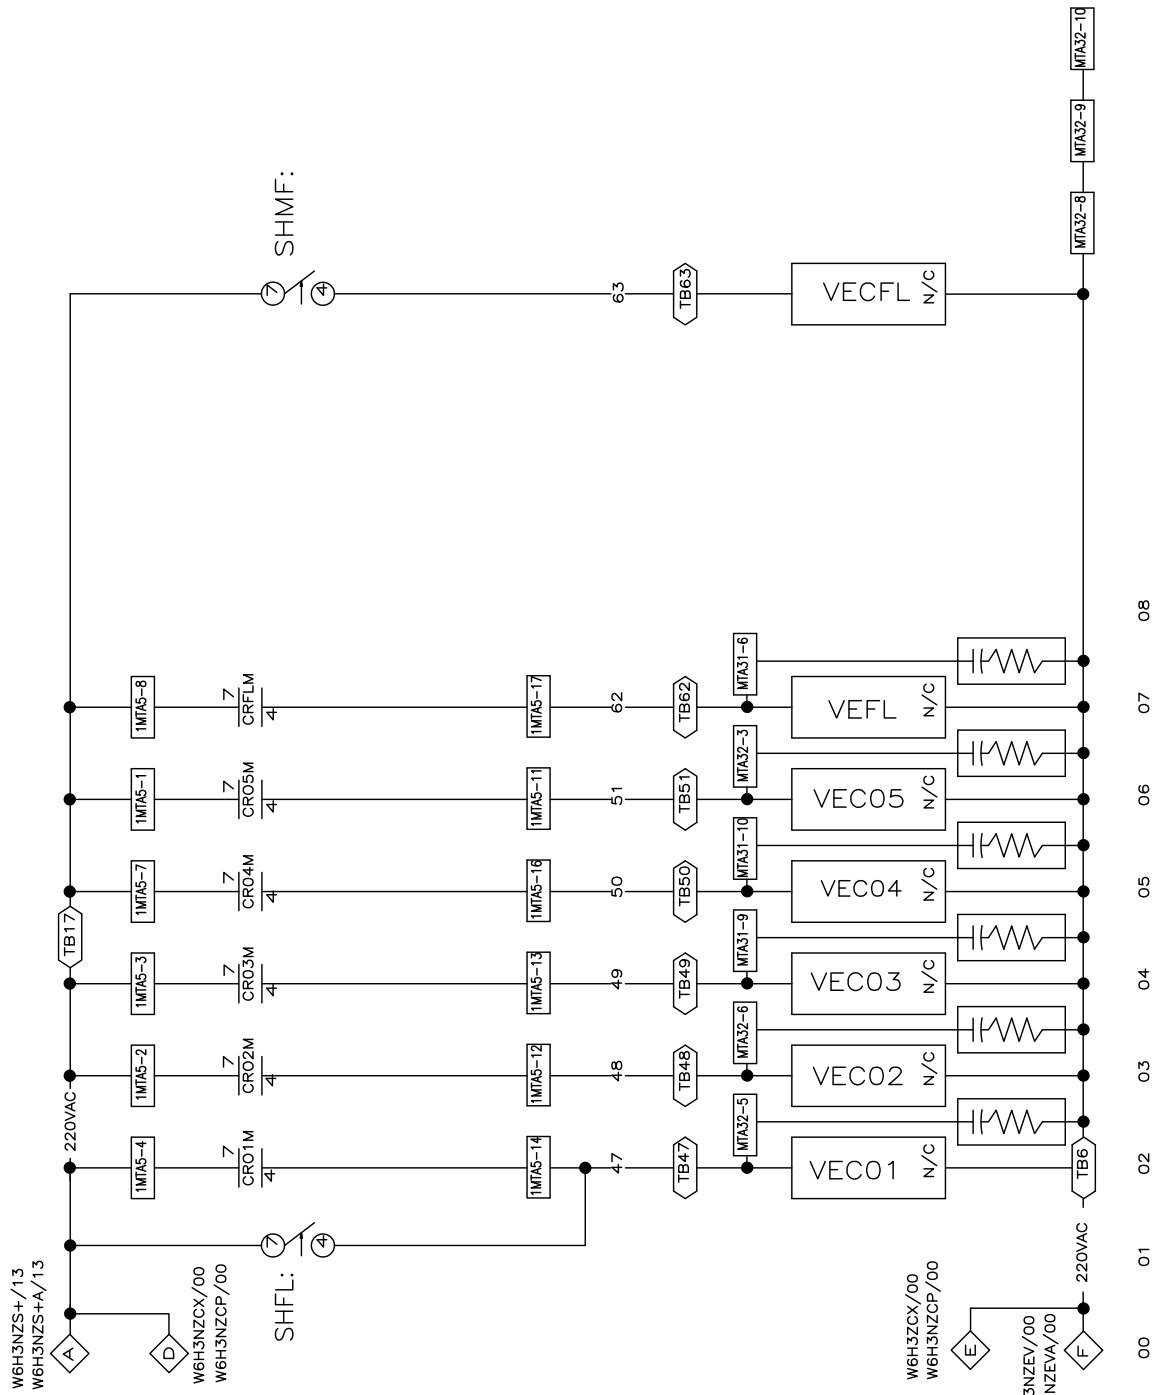 W6H3NZS+/13
W6H3NZS+A/13
A 220VAC TB17
1MTA5-4 1MTA5-2 1MTA5-3 1MTA5-7 1MTA5-1 1MTA5-8
D
W6H3NZCX/00
W6H3NZCP/00
7 7 7 7 7 7
CR01M CR02M CR03M CR04M CR05M CRFLM
4 4 4 4 4 4
SHFL: 7 4
SHMF: 7 4
1MTA5-14 1MTA5-12 1MTA5-13 1MTA5-16 1MTA5-11 1MTA5-17
47 48 49 50 51 62 63
TB47 TB48 TB49 TB50 TB51 TB62 TB63
MTA32-5 MTA32-6 MTA31-9 MTA31-10 MTA32-3 MTA31-6
VEC01 VEC02 VEC03 VEC04 VEC05 VEFL VECFL
N/C N/C N/C N/C N/C N/C N/C
W6H3ZCX/00
W6H3NZCP/00
E
3NZEV/00
NZEVA/00
F 220VAC TB6 MTA32-8 MTA32-9 MTA32-10
00 01 02 03 04 05 06 07 08